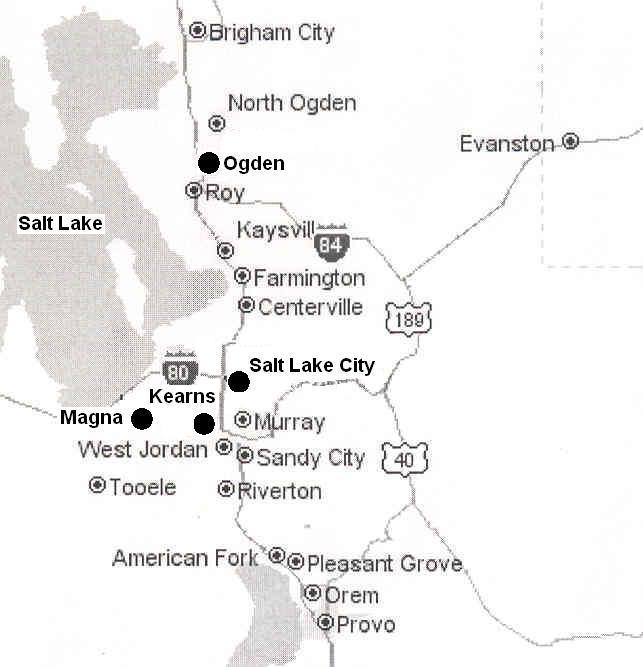 Brigham City
North Ogden
Evanston
Ogden
Roy
Salt Lake
Kaysvill
84
Farmington
Centerville
189
Salt Lake City
80
Kearns
Magna
Murray
West Jordan
Sandy City
40
Tooele
Riverton
American Fork
Pleasant Grove
Orem
Provo